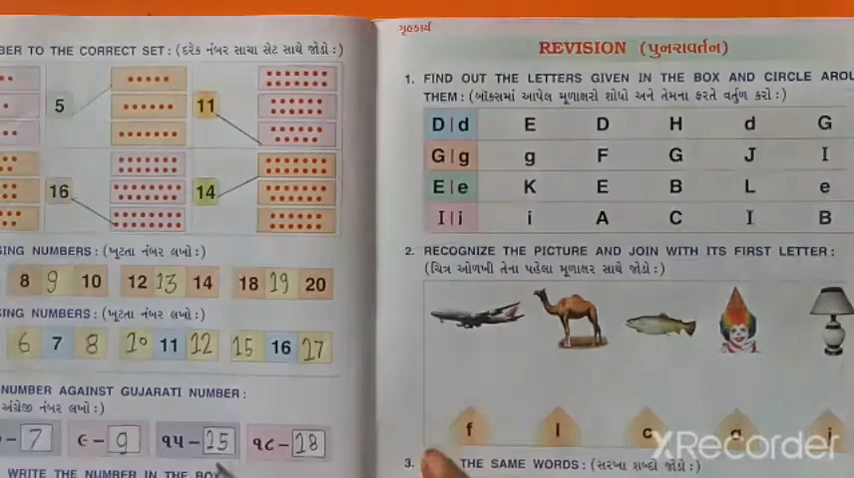 BER TO THE CORRECT SET: (દરેક નંબર સાચા સેટ સાથે જોડો:)
5 11
16 14
SING NUMBERS: (ખૂટતા નંબર લખો:)
8 9 10 12 13 14 18 19 20
SING NUMBERS: (ખૂટતા નંબર લખો:)
6 7 8 10 11 12 15 16 17
NUMBER AGAINST GUJARATI NUMBER:
અંગ્રેજી નંબર લખો:)
– 7 ૯ – 9 ૧૫ – 15 ૧૮ – 18
WRITE THE NUMBER IN THE BOX
ગૃહકાર્ય
REVISION (પુનરાવર્તન)
1. FIND OUT THE LETTERS GIVEN IN THE BOX AND CIRCLE AROU
THEM: (બૉક્સમાં આપેલ મૂળાક્ષરો શોધો અને તેમના ફરતે વર્તુળ કરો:)
D | d E D H d G
G | g g F G J I
E | e K E B L e
I | i i A C I B
2. RECOGNIZE THE PICTURE AND JOIN WITH ITS FIRST LETTER:
(ચિત્ર ઓળખી તેના પહેલા મૂળાક્ષર સાથે જોડો:)
f l c a j
3. THE SAME WORDS: (સરખા શબ્દો જોડો:)
XRecorder